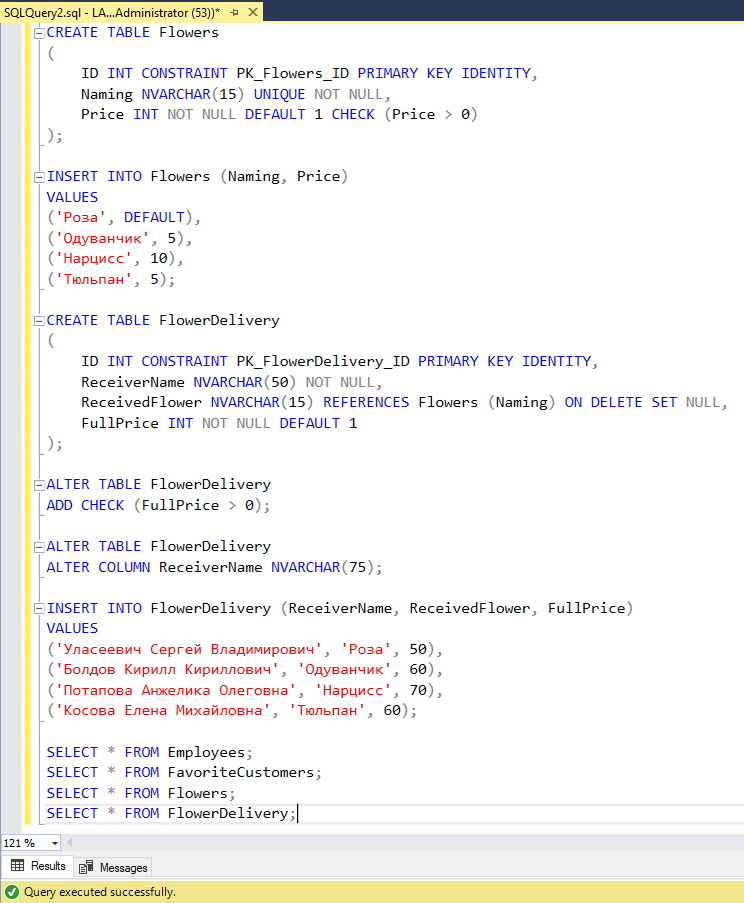 SQLQuery2.sql - LA...Administrator (53))*
CREATE TABLE Flowers
(
ID INT CONSTRAINT PK_Flowers_ID PRIMARY KEY IDENTITY,
Naming NVARCHAR(15) UNIQUE NOT NULL,
Price INT NOT NULL DEFAULT 1 CHECK (Price > 0)
);
INSERT INTO Flowers (Naming, Price)
VALUES
('Роза', DEFAULT),
('Одуванчик', 5),
('Нарцисс', 10),
('Тюльпан', 5);
CREATE TABLE FlowerDelivery
(
ID INT CONSTRAINT PK_FlowerDelivery_ID PRIMARY KEY IDENTITY,
ReceiverName NVARCHAR(50) NOT NULL,
ReceivedFlower NVARCHAR(15) REFERENCES Flowers (Naming) ON DELETE SET NULL,
FullPrice INT NOT NULL DEFAULT 1
);
ALTER TABLE FlowerDelivery
ADD CHECK (FullPrice > 0);
ALTER TABLE FlowerDelivery
ALTER COLUMN ReceiverName NVARCHAR(75);
INSERT INTO FlowerDelivery (ReceiverName, ReceivedFlower, FullPrice)
VALUES
('Уласеевич Сергей Владимирович', 'Роза', 50),
('Болдов Кирилл Кириллович', 'Одуванчик', 60),
('Потапова Анжелика Олеговна', 'Нарцисс', 70),
('Косова Елена Михайловна', 'Тюльпан', 60);
SELECT * FROM Employees;
SELECT * FROM FavoriteCustomers;
SELECT * FROM Flowers;
SELECT * FROM FlowerDelivery;
121 %
Results Messages
Query executed successfully.